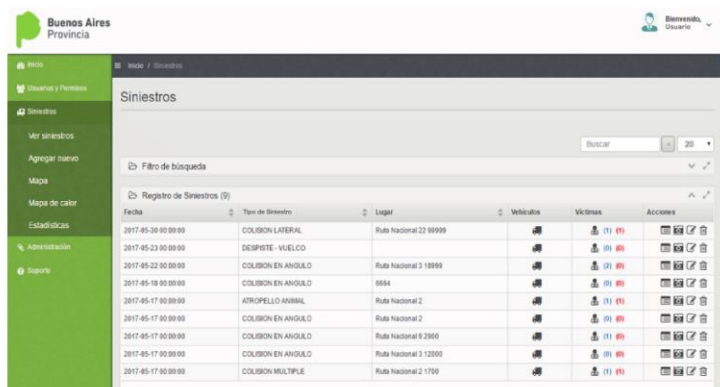 Buenos Aires
Provincia
Bienvenido,
Usuario
Inicio
Usuarios y Permisos
Siniestros
Ver siniestros
Agregar nuevo
Mapa
Mapa de calor
Estadísticas
Administración
Soporte
Inicio / Siniestros
Siniestros
Buscar 20
Filtro de búsqueda
Registro de Siniestros (9)
Fecha Tipo de Siniestro Lugar Vehículos Víctimas Acciones
2017-05-30 00:00:00 COLISION LATERAL Ruta Nacional 22 99999 (1) (1)
2017-05-23 00:00:00 DESPISTE - VUELCO (0) (0)
2017-05-22 00:00:00 COLISION EN ANGULO Ruta Nacional 3 18999 (2) (0)
2017-05-18 00:00:00 COLISION EN ANGULO 6664 (0) (0)
2017-05-17 00:00:00 ATROPELLO ANIMAL Ruta Nacional 2 (1) (1)
2017-05-17 00:00:00 COLISION EN ANGULO Ruta Nacional 2 (0) (0)
2017-05-17 00:00:00 COLISION EN ANGULO Ruta Nacional 9 2000 (1) (0)
2017-05-17 00:00:00 COLISION EN ANGULO Ruta Nacional 3 12000 (0) (0)
2017-05-17 00:00:00 COLISION MULTIPLE Ruta Nacional 2 1700 (1) (1)